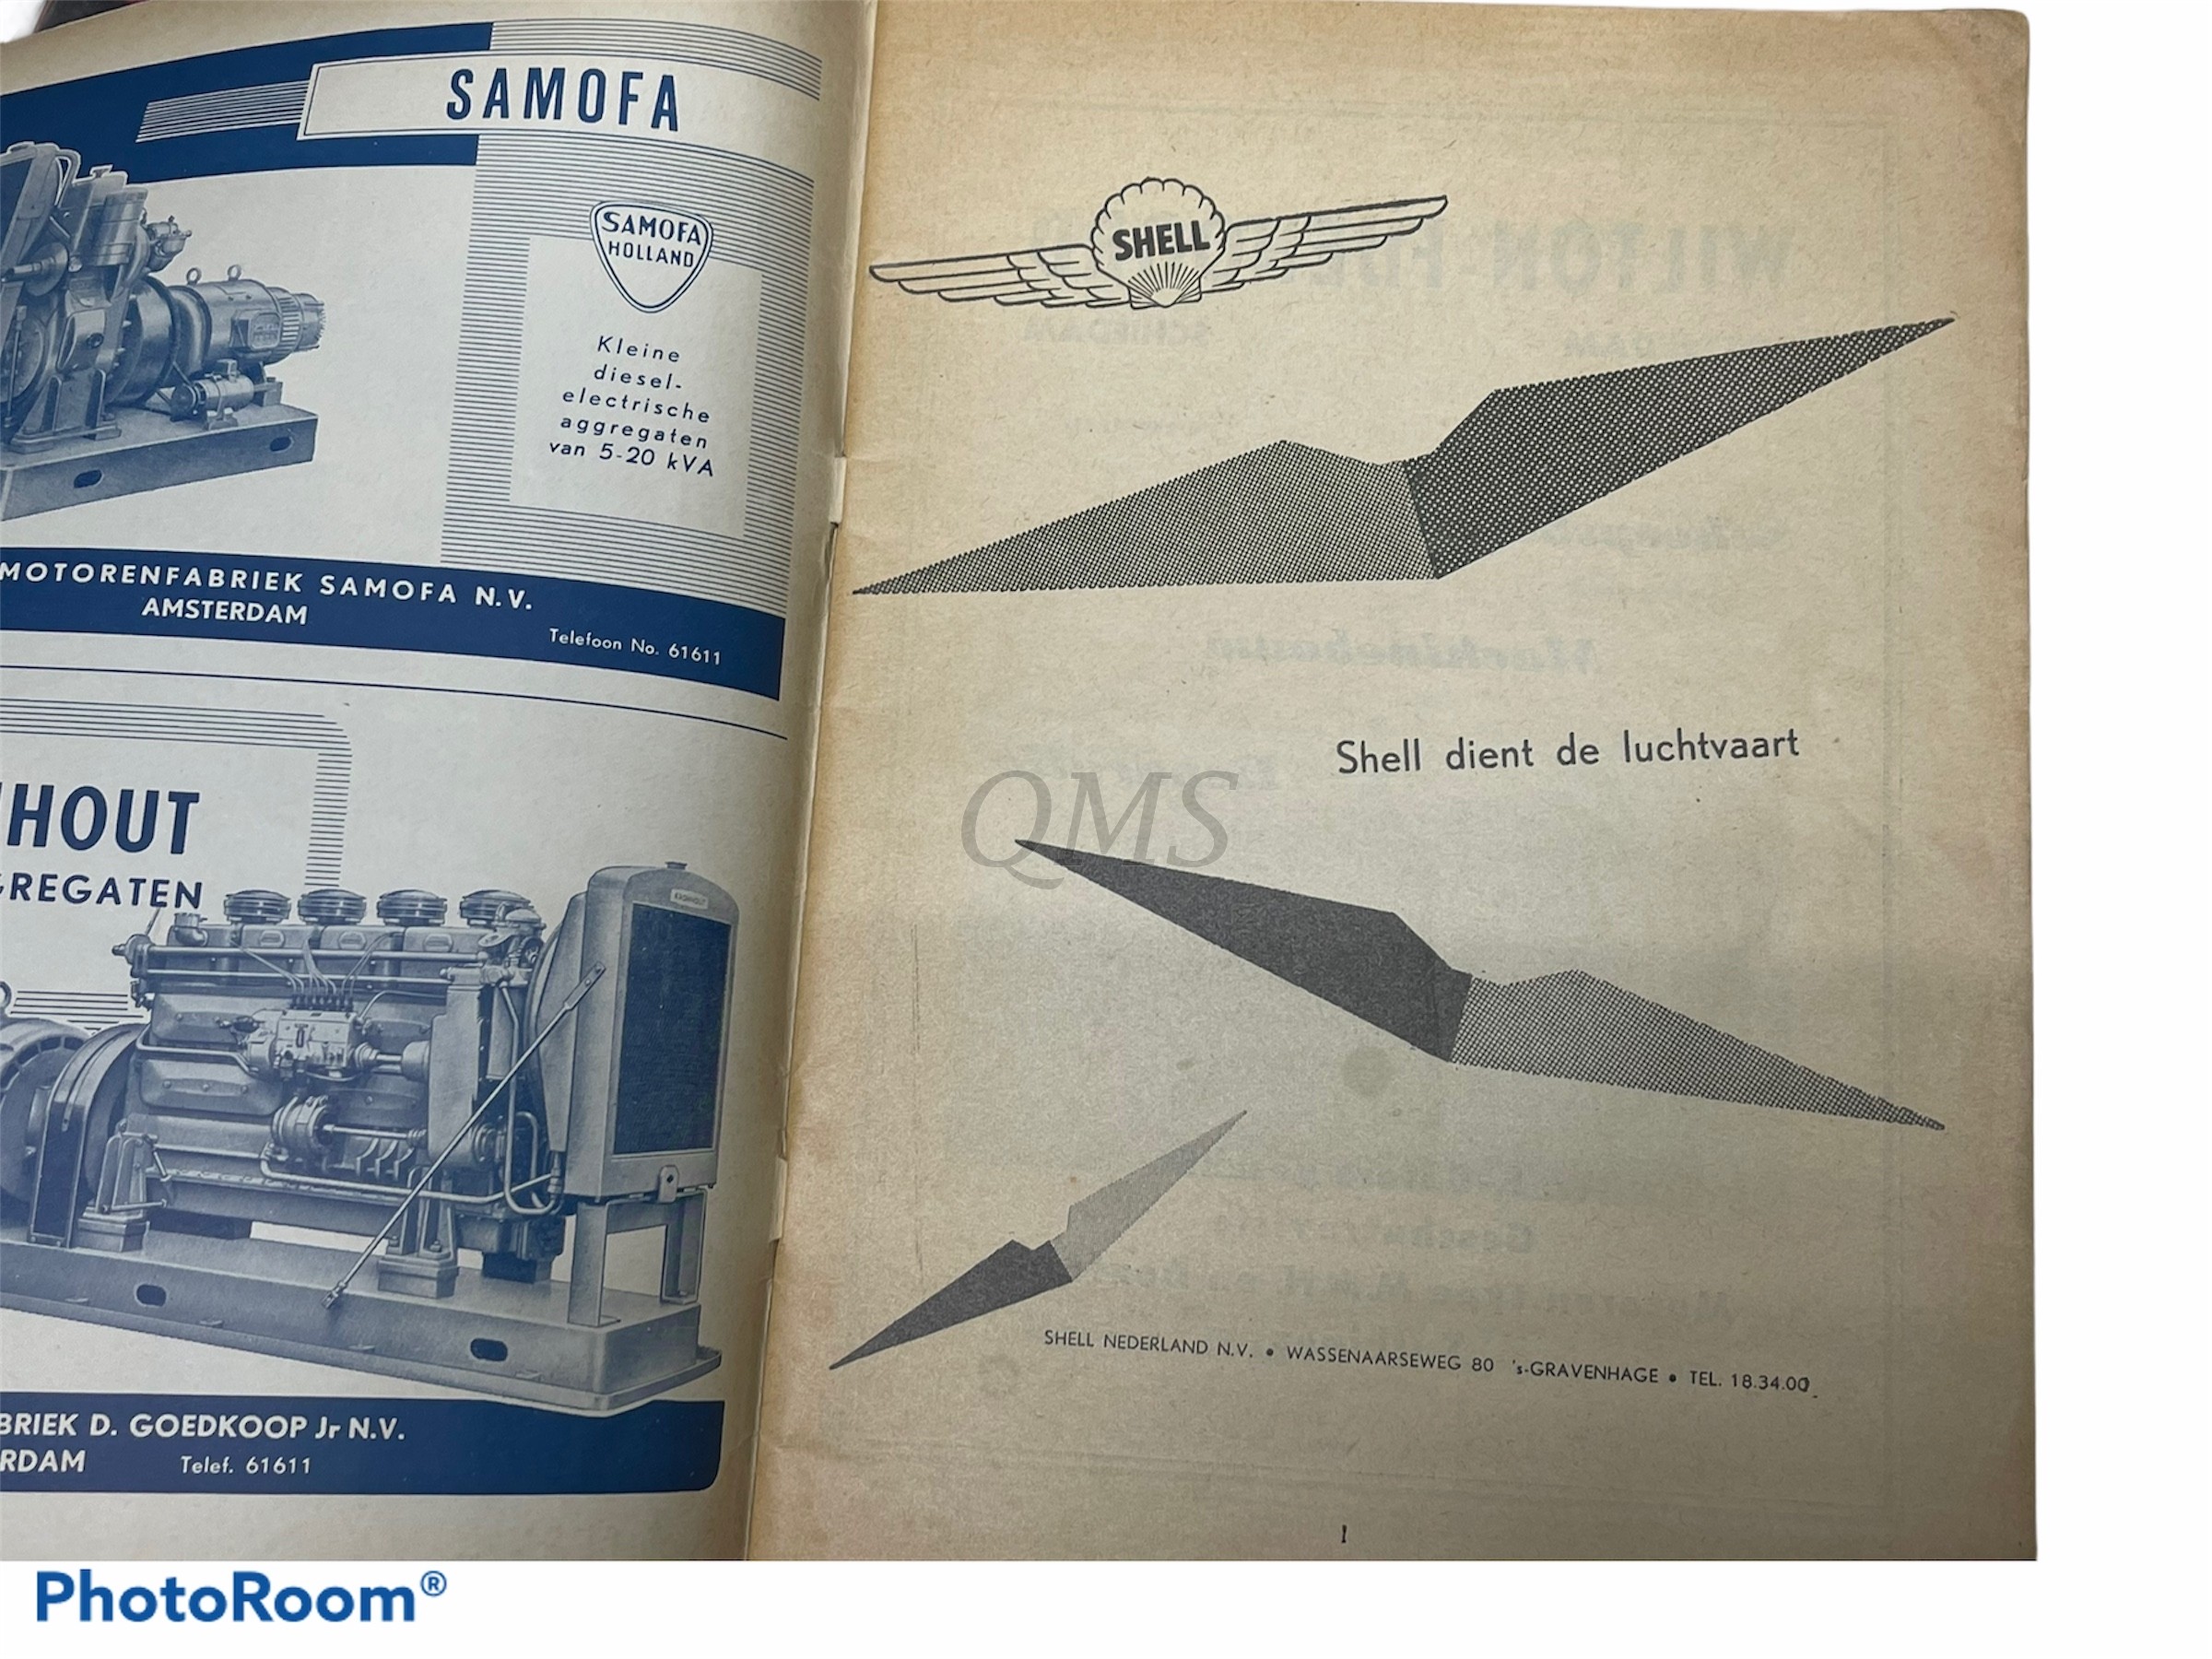 SAMOFA
SAMOFA
HOLLAND
Kleine
diesel-
electrische
aggregaten
van 5-20 kVA
MOTORENFABRIEK SAMOFA N.V.
AMSTERDAM
Telefoon No. 61611
HOUT
GREGATEN
KROMHOUT
BRIEK D. GOEDKOOP Jr N.V.
RDAM Telef. 61611
SHELL
Shell dient de luchtvaart
QMS
SHELL NEDERLAND N.V. • WASSENAARSEWEG 80 's-GRAVENHAGE • TEL. 18.34.00
1
PhotoRoom®